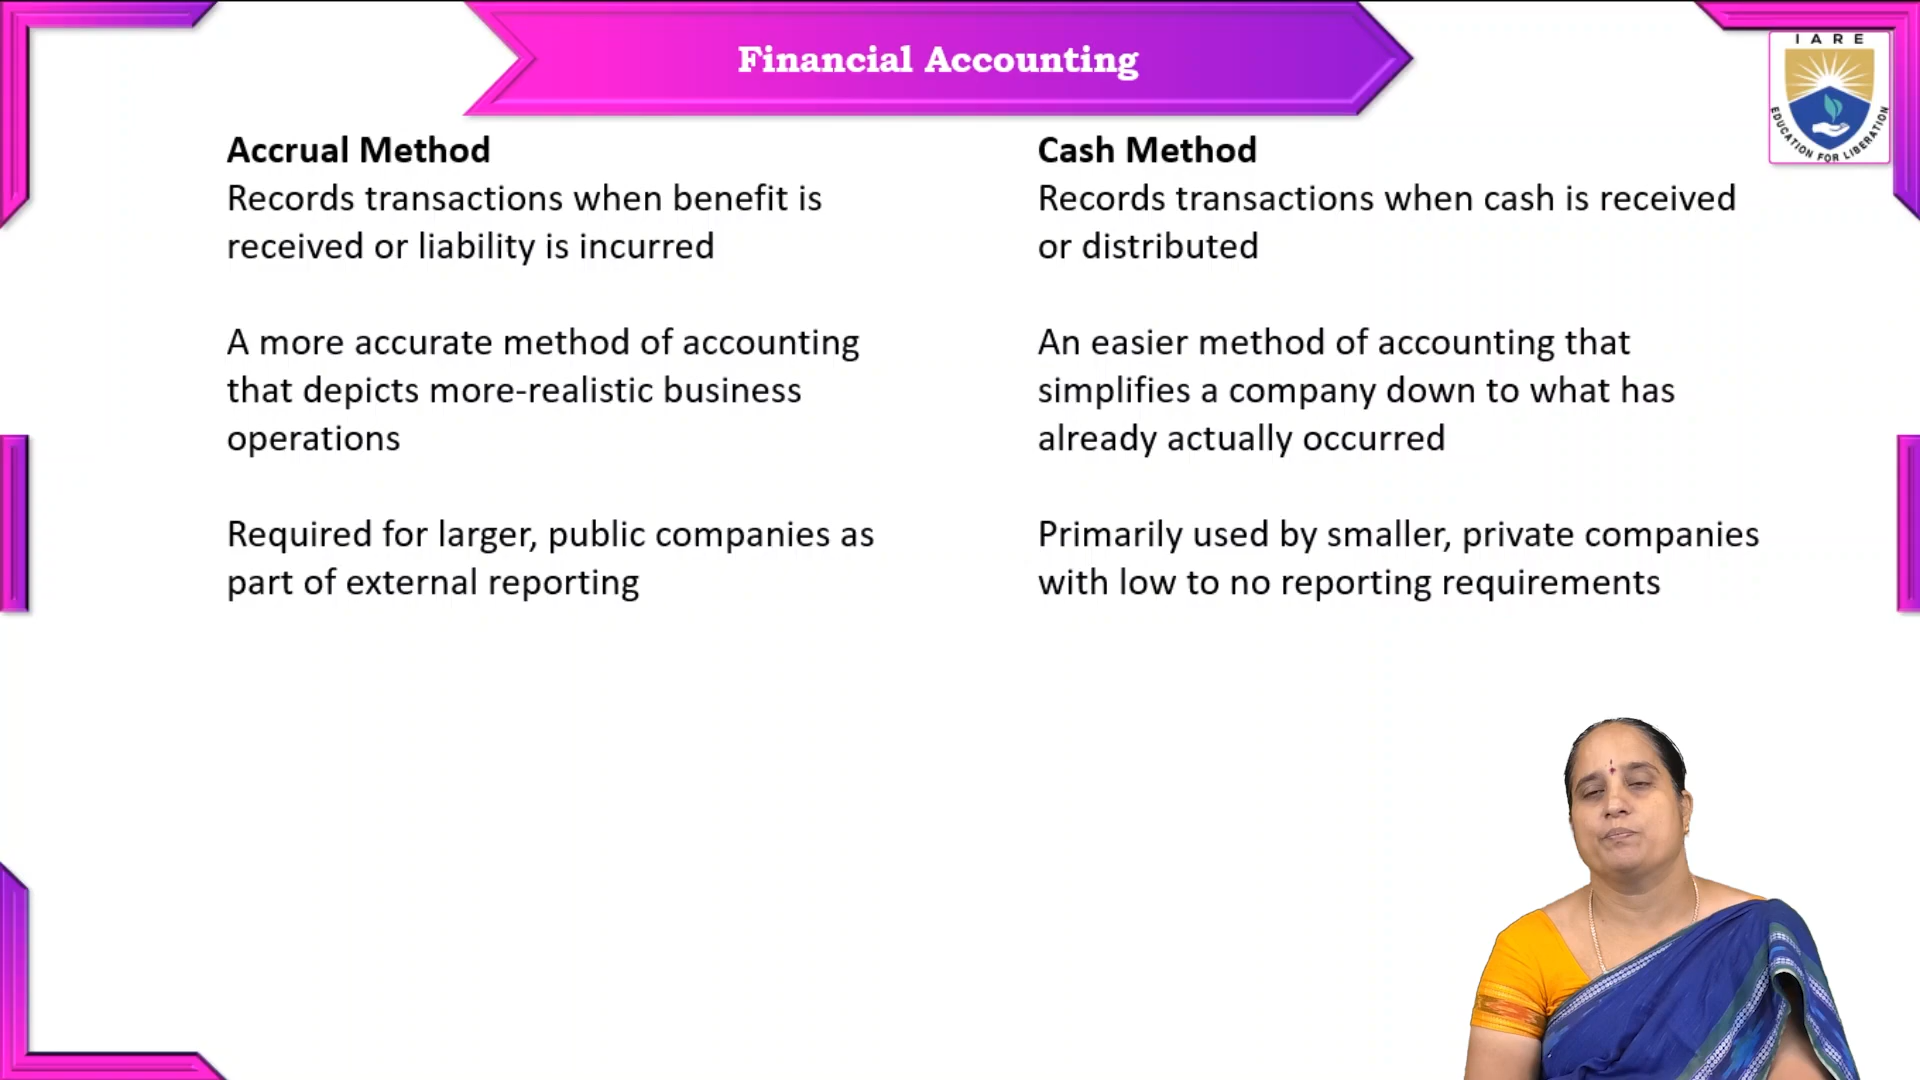 Financial Accounting
IARE
EDUCATION FOR LIBERATION
Accrual Method
Records transactions when benefit is
received or liability is incurred
A more accurate method of accounting
that depicts more-realistic business
operations
Required for larger, public companies as
part of external reporting
Cash Method
Records transactions when cash is received
or distributed
An easier method of accounting that
simplifies a company down to what has
already actually occurred
Primarily used by smaller, private companies
with low to no reporting requirements